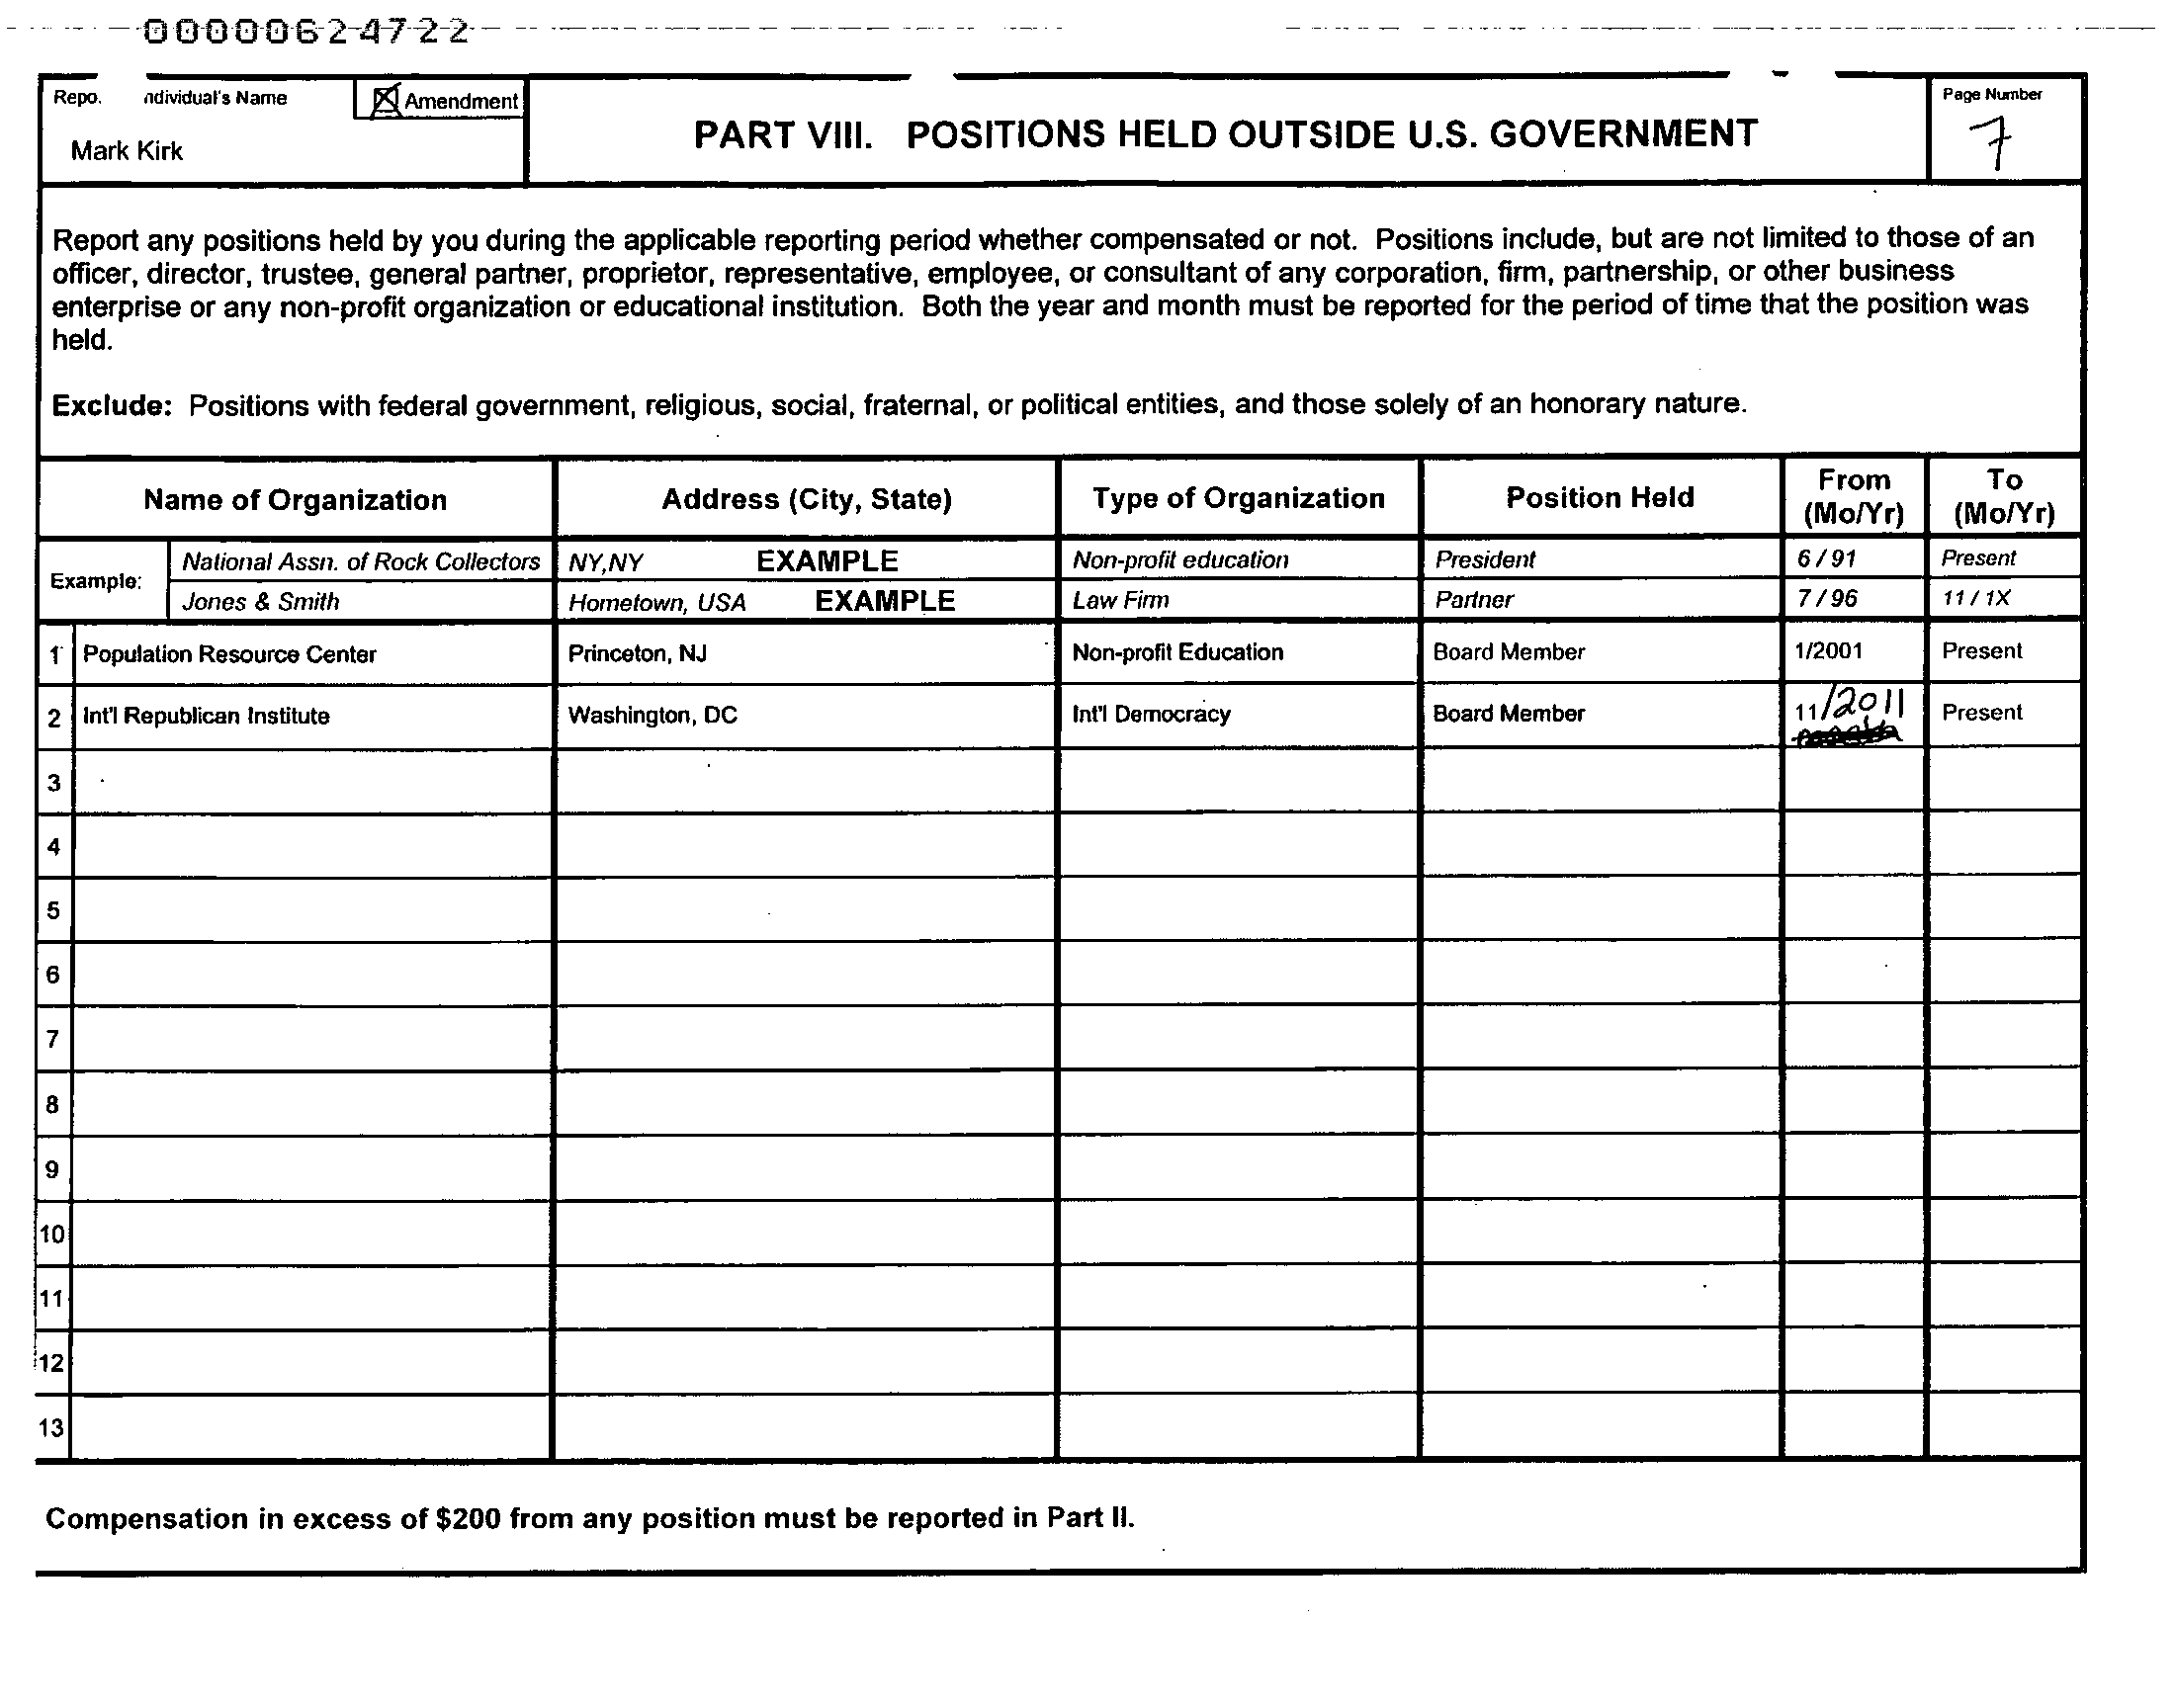 00000624722
Repo. ndividual's Name
Amendment
Mark Kirk
PART VIII. POSITIONS HELD OUTSIDE U.S. GOVERNMENT
Page Number
7
Report any positions held by you during the applicable reporting period whether compensated or not. Positions include, but are not limited to those of an
officer, director, trustee, general partner, proprietor, representative, employee, or consultant of any corporation, firm, partnership, or other business
enterprise or any non-profit organization or educational institution. Both the year and month must be reported for the period of time that the position was
held.
Exclude: Positions with federal government, religious, social, fraternal, or political entities, and those solely of an honorary nature.
Name of Organization Address (City, State) Type of Organization Position Held From (Mo/Yr) To (Mo/Yr)
Example: National Assn. of Rock Collectors NY,NY EXAMPLE Non-profit education President 6 / 91 Present
Jones & Smith Hometown, USA EXAMPLE Law Firm Partner 7 / 96 11 / 1X
1 Population Resource Center Princeton, NJ Non-profit Education Board Member 1/2001 Present
2 Int'l Republican Institute Washington, DC Int'l Democracy Board Member 11/2011 Present
3
4
5
6
7
8
9
10
11
12
13
Compensation in excess of $200 from any position must be reported in Part II.